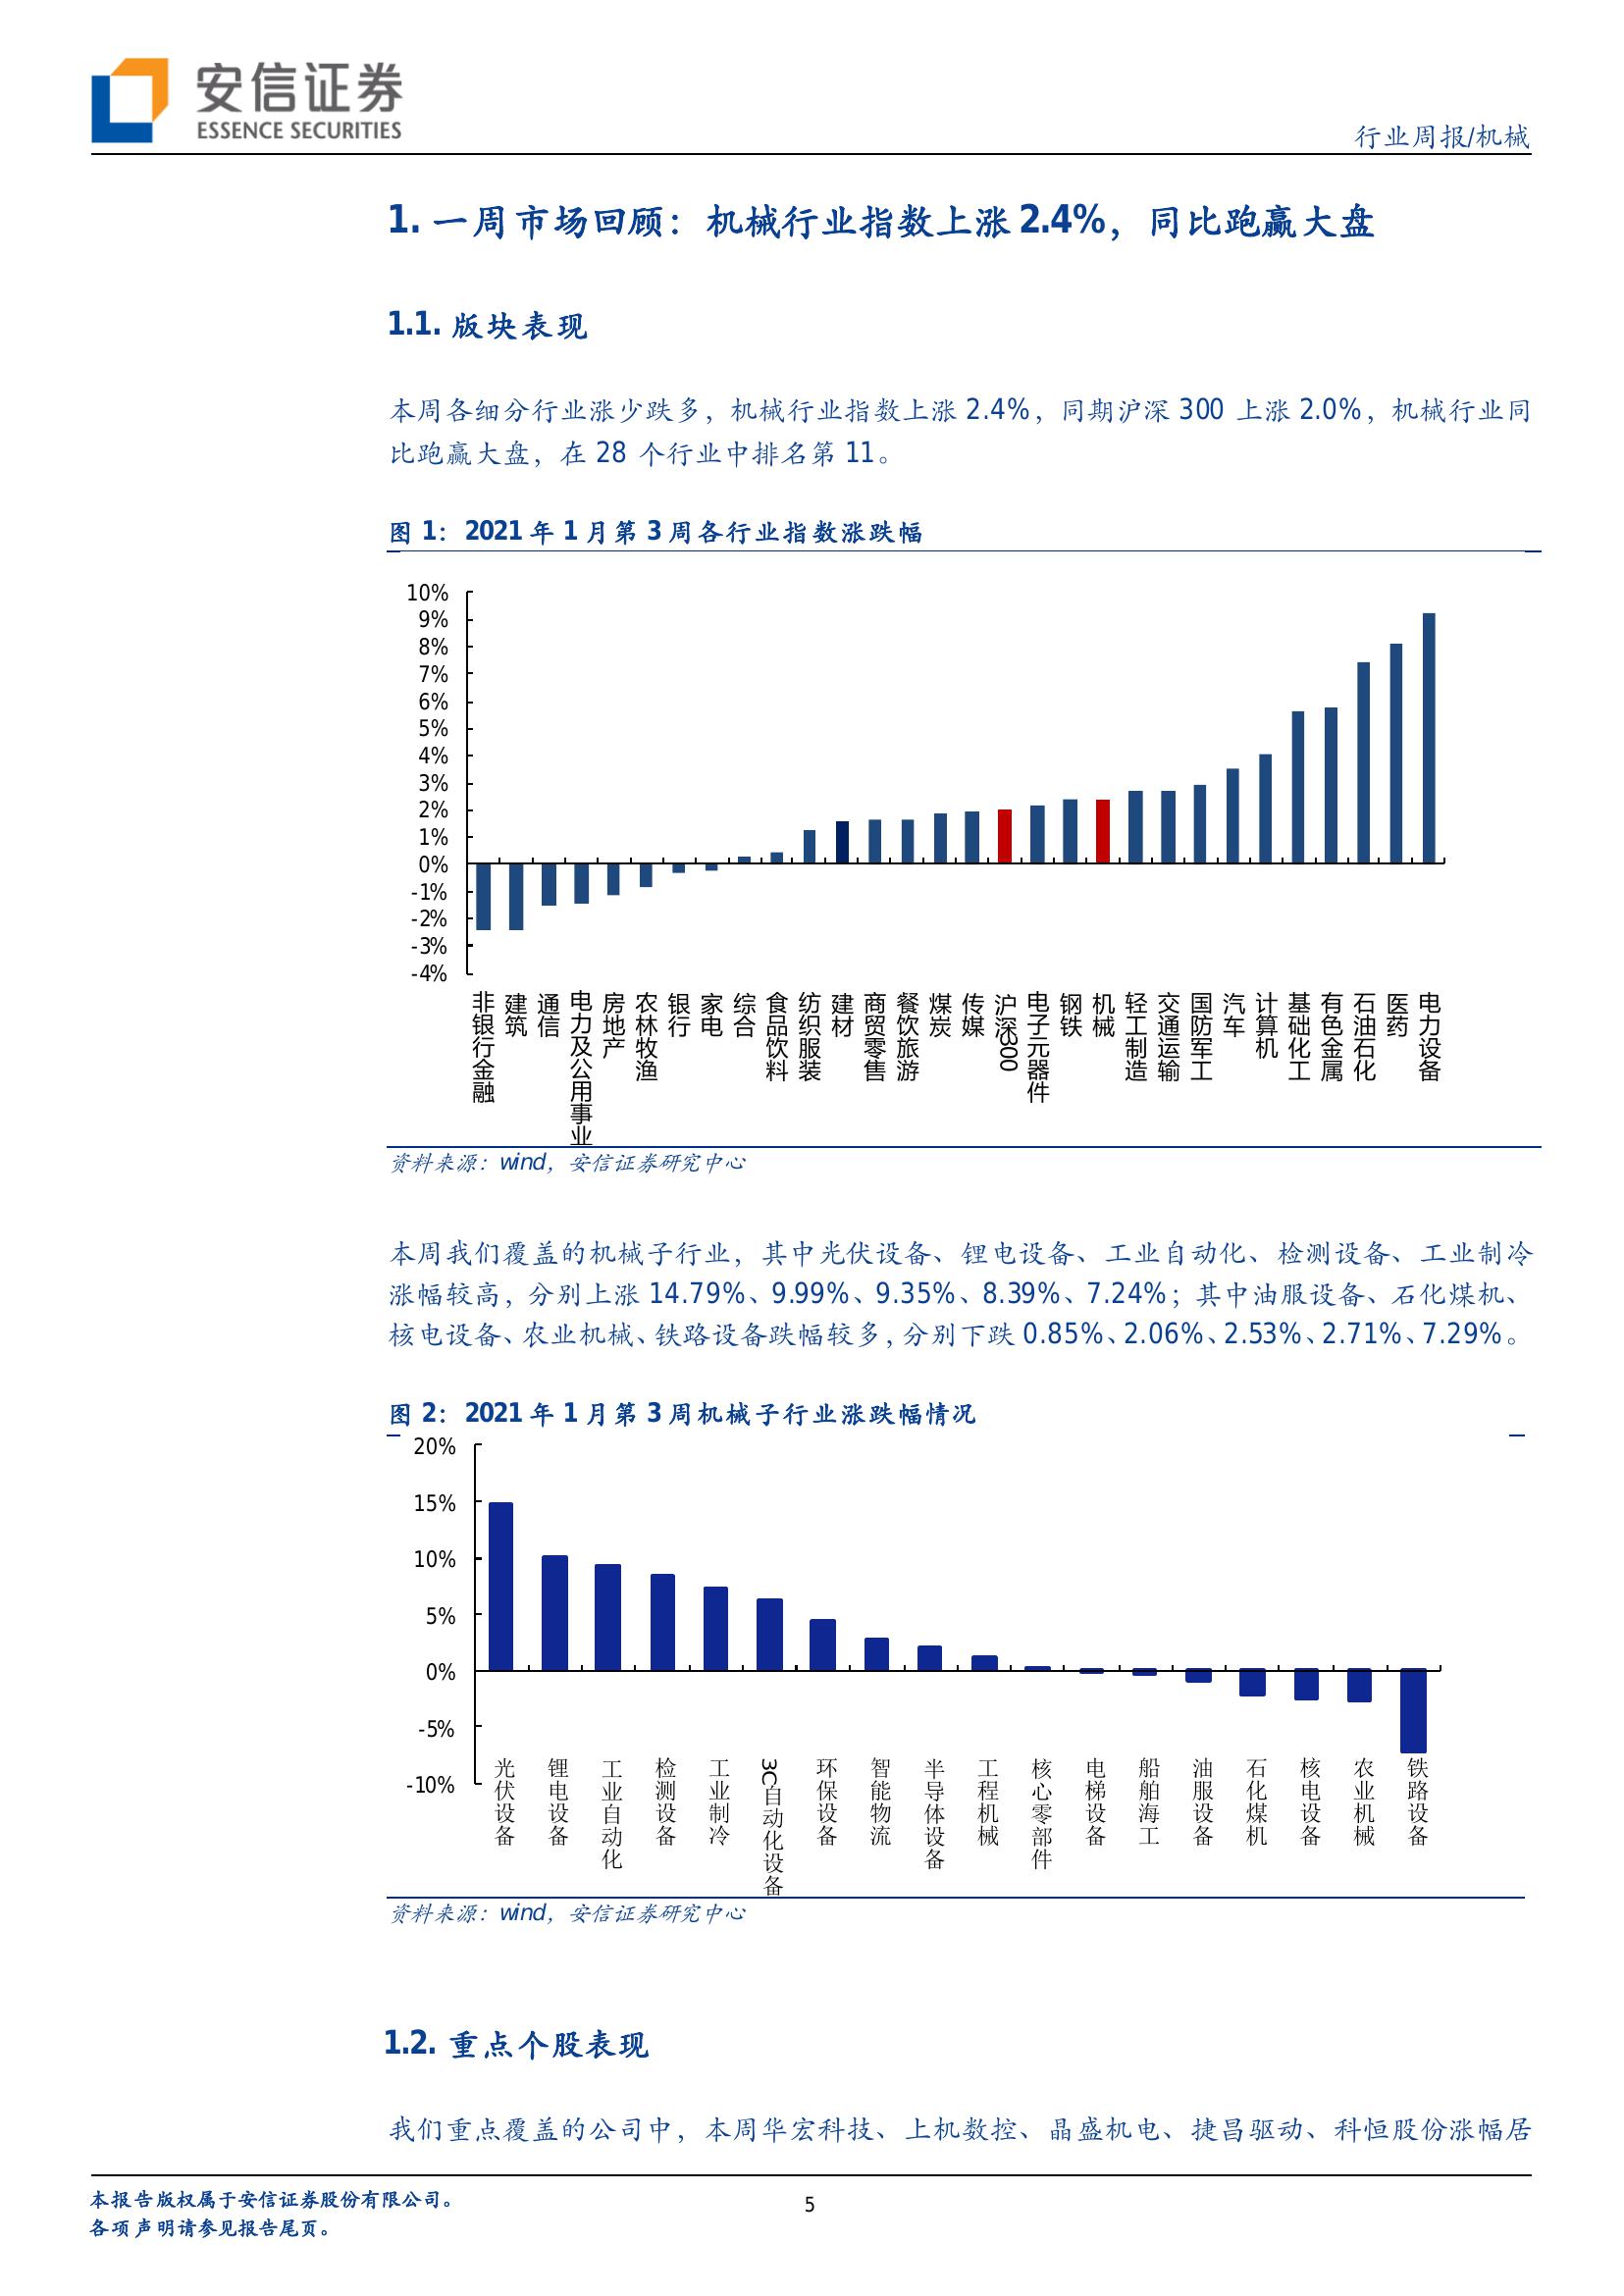 安信证券
ESSENCE SECURITIES
行业周报/机械
1. 一周市场回顾：机械行业指数上涨 2.4%，同比跑赢大盘
1.1. 版块表现
本周各细分行业涨少跌多，机械行业指数上涨 2.4%，同期沪深 300 上涨 2.0%，机械行业同
比跑赢大盘，在 28 个行业中排名第 11。
图 1：2021 年 1 月第 3 周各行业指数涨跌幅
10%
9%
8%
7%
6%
5%
4%
3%
2%
1%
0%
-1%
-2%
-3%
-4%
非银行金融
建筑
通信
电力及公用事业
房地产
农林牧渔
银行
家电
综合
食品饮料
纺织服装
建材
商贸零售
餐饮旅游
煤炭
传媒
沪深300
电子元器件
钢铁
机械
轻工制造
交通运输
国防军工
汽车
计算机
基础化工
有色金属
石油石化
医药
电力设备
资料来源：wind，安信证券研究中心
本周我们覆盖的机械子行业，其中光伏设备、锂电设备、工业自动化、检测设备、工业制冷
涨幅较高，分别上涨 14.79%、9.99%、9.35%、8.39%、7.24%；其中油服设备、石化煤机、
核电设备、农业机械、铁路设备跌幅较多，分别下跌 0.85%、2.06%、2.53%、2.71%、7.29%。
图 2：2021 年 1 月第 3 周机械子行业涨跌幅情况
20%
15%
10%
5%
0%
-5%
-10%
光伏设备
锂电设备
工业自动化
检测设备
工业制冷
3C自动化设备
环保设备
智能物流
半导体设备
工程机械
核心零部件
电梯设备
船舶海工
油服设备
石化煤机
核电设备
农业机械
铁路设备
资料来源：wind，安信证券研究中心
1.2. 重点个股表现
我们重点覆盖的公司中，本周华宏科技、上机数控、晶盛机电、捷昌驱动、科恒股份涨幅居
本报告版权属于安信证券股份有限公司。
各项声明请参见报告尾页。
5